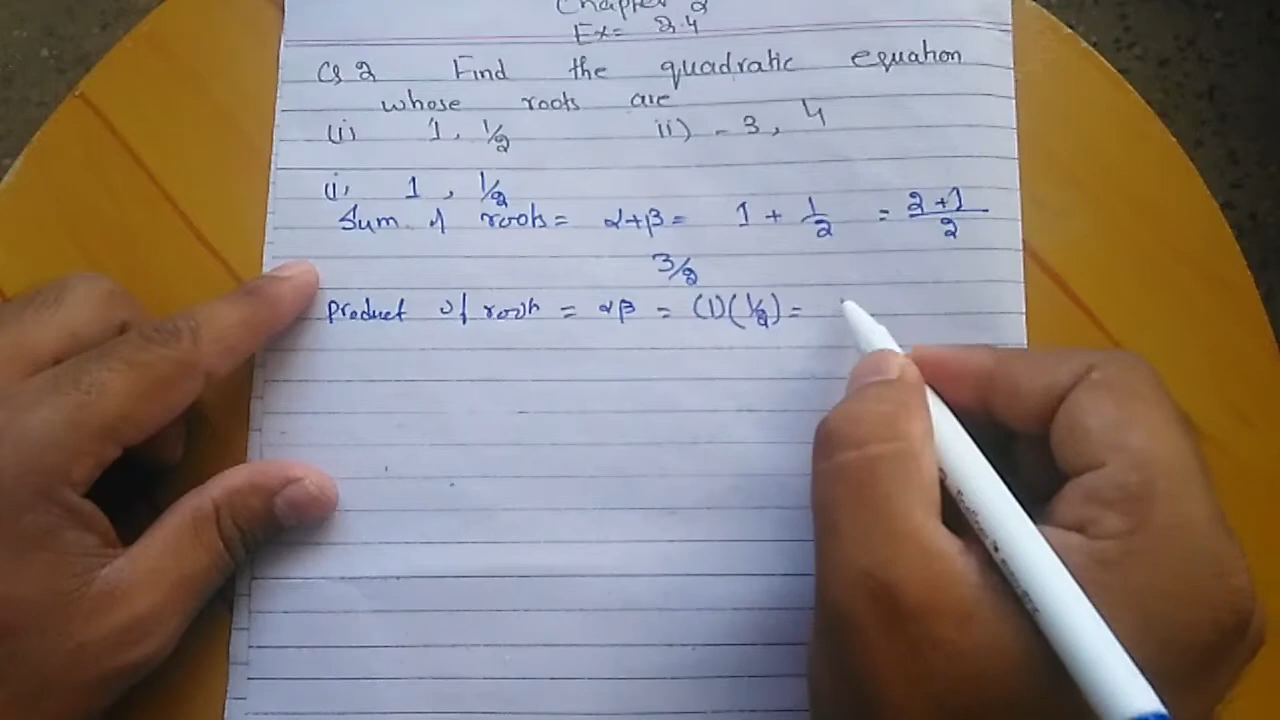 Chapter 2
Ex= 2.4
Q 2 Find the quadratic equation
whose roots are
(i) 1, 1/2 ii) -3, 4
(i) 1, 1/2
Sum of roots = α+β = 1 + 1/2 = 2+1/2
3/2
Product of roots = αβ = (1)(1/2) =